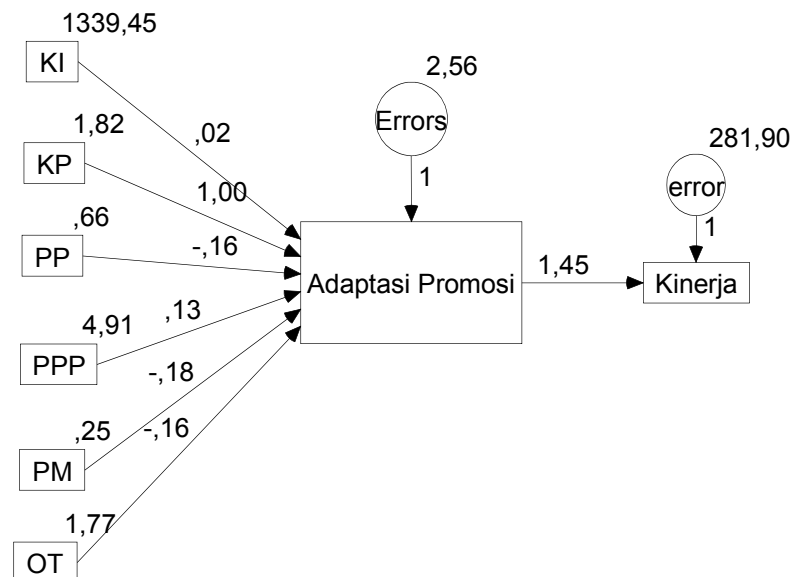 1339,45
KI
2,56
Errors
,02
1,82
KP
281,90
error
1
1,00
1
,66
PP
-,16
Adaptasi Promosi
1,45
Kinerja
,13
4,91
PPP
-,18
,25
-,16
PM
1,77
OT